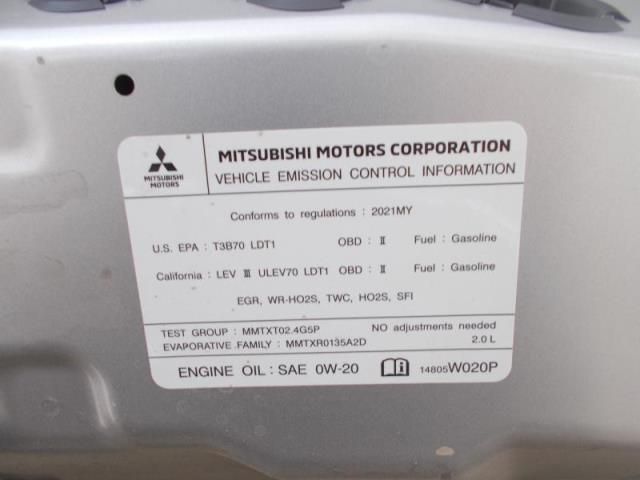 MITSUBISHI MOTORS CORPORATION
MITSUBISHI
MOTORS
VEHICLE EMISSION CONTROL INFORMATION
Conforms to regulations : 2021MY
U.S. EPA : T3B70 LDT1 OBD : Ⅱ Fuel : Gasoline
California : LEV Ⅲ ULEV70 LDT1 OBD : Ⅱ Fuel : Gasoline
EGR, WR-HO2S, TWC, HO2S, SFI
TEST GROUP : MMTXT02.4G5P NO adjustments needed
EVAPORATIVE FAMILY : MMTXR0135A2D 2.0 L
ENGINE OIL : SAE 0W-20 14805W020P